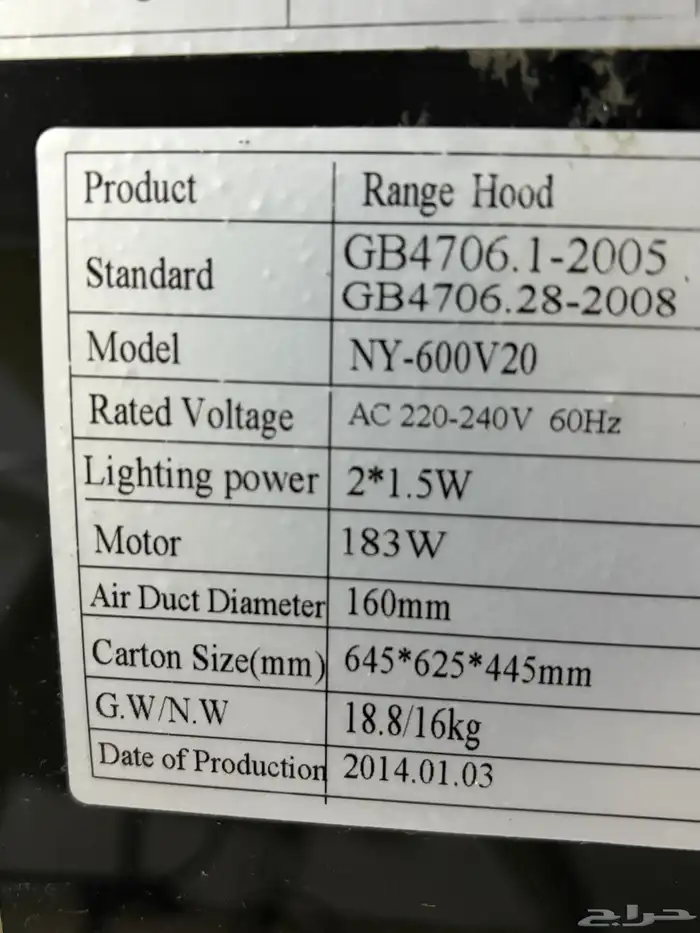 Product Range Hood
Standard GB4706.1-2005
GB4706.28-2008
Model NY-600V20
Rated Voltage AC 220-240V 60Hz
Lighting power 2*1.5W
Motor 183W
Air Duct Diameter 160mm
Carton Size(mm) 645*625*445mm
G.W/N.W 18.8/16kg
Date of Production 2014.01.03
حراج